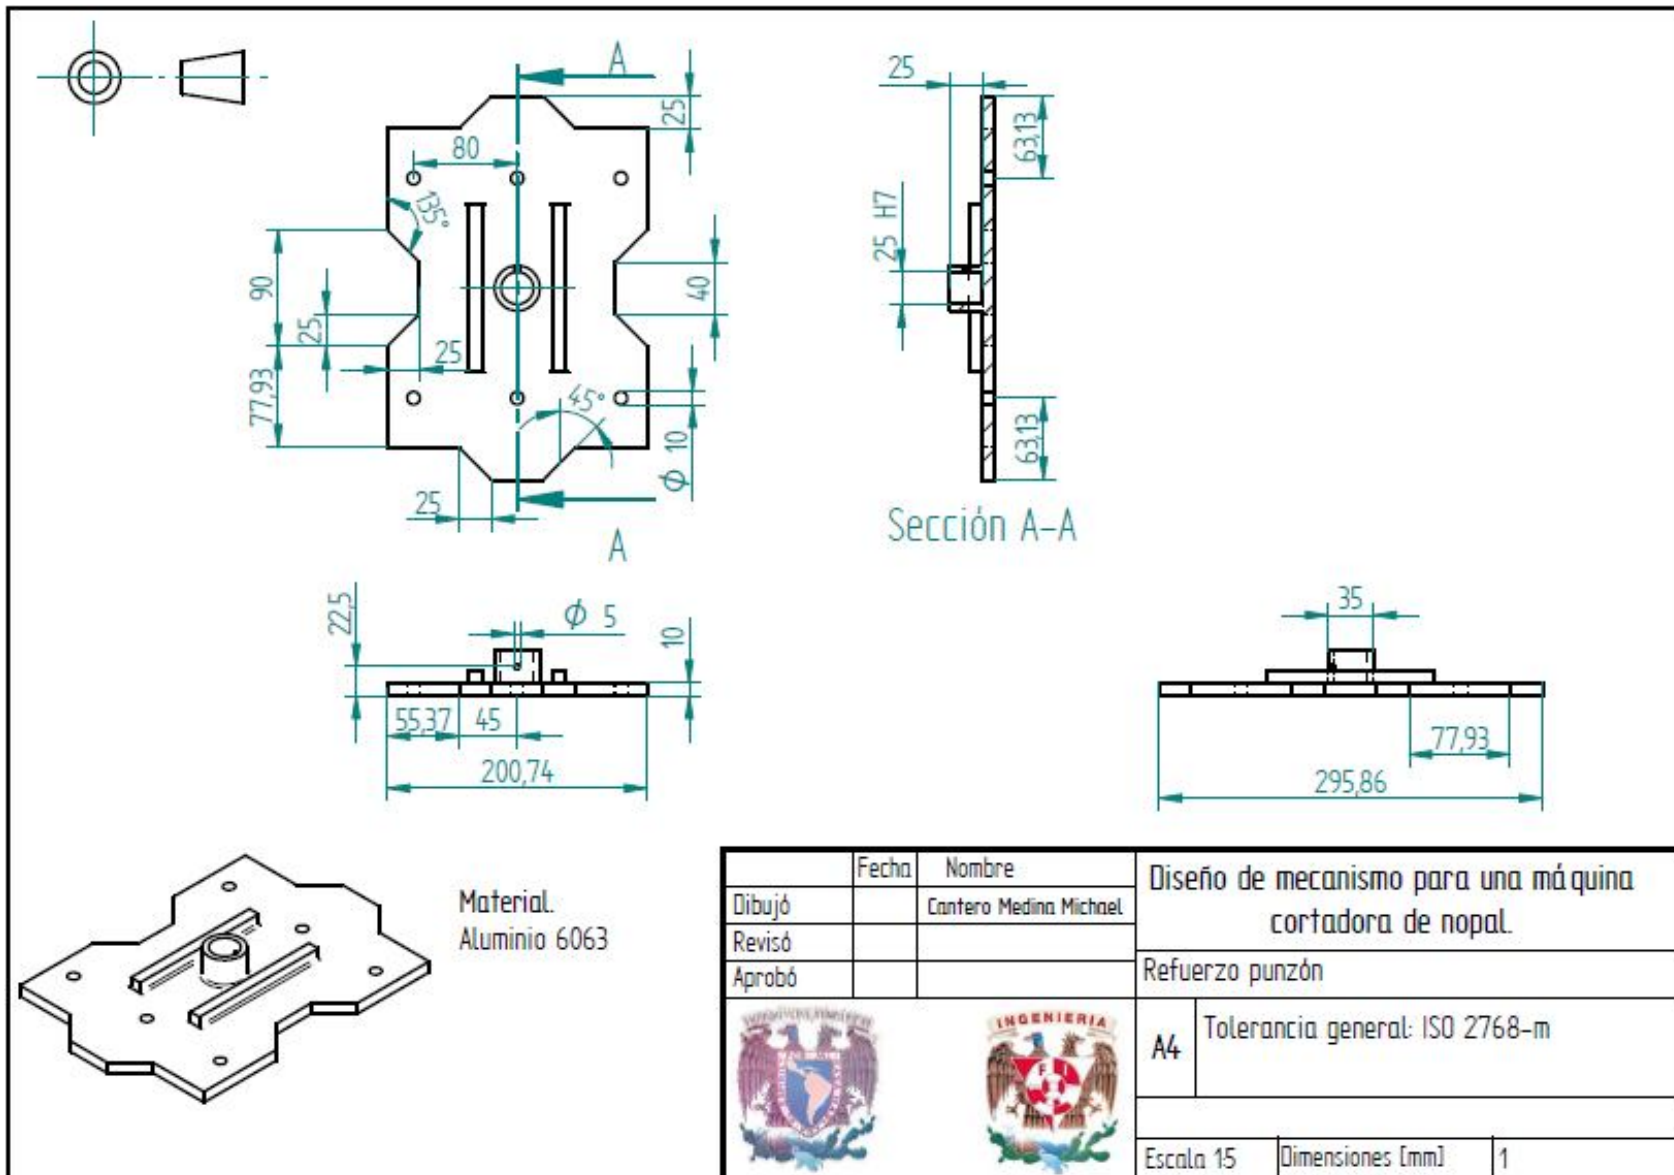 A
25
80
135°
90
25
77,93
25
40
45°
Φ 10
25
A
25
63,13
25 H7
63,13
Sección A-A
22,5
Φ 5
10
55,37
45
200,74
35
77,93
295,86
Material.
Aluminio 6063
Fecha
Nombre
Dibujó
Cantero Medina Michael
Revisó
Aprobó
Diseño de mecanismo para una máquina
cortadora de nopal.
Refuerzo punzón
A4
Tolerancia general: ISO 2768-m
INGENIERIA
F I
Escala 1:5
Dimensiones [mm]
1